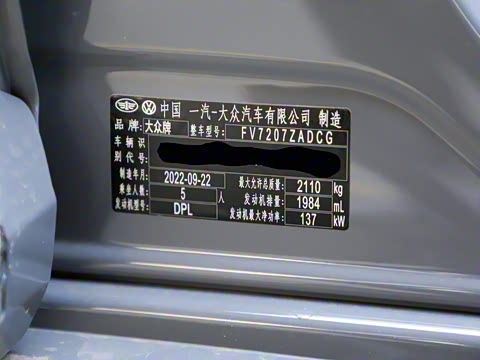 中国 一汽-大众汽车有限公司 制造
品牌: 大众牌 整车型号: FV7207ZADCG
车辆识
别代号:
制造年月: 2022-09-22 最大允许总质量: 2110 kg
乘坐人数: 5 人 发动机排量: 1984 mL
发动机型号: DPL 发动机最大净功率: 137 kW